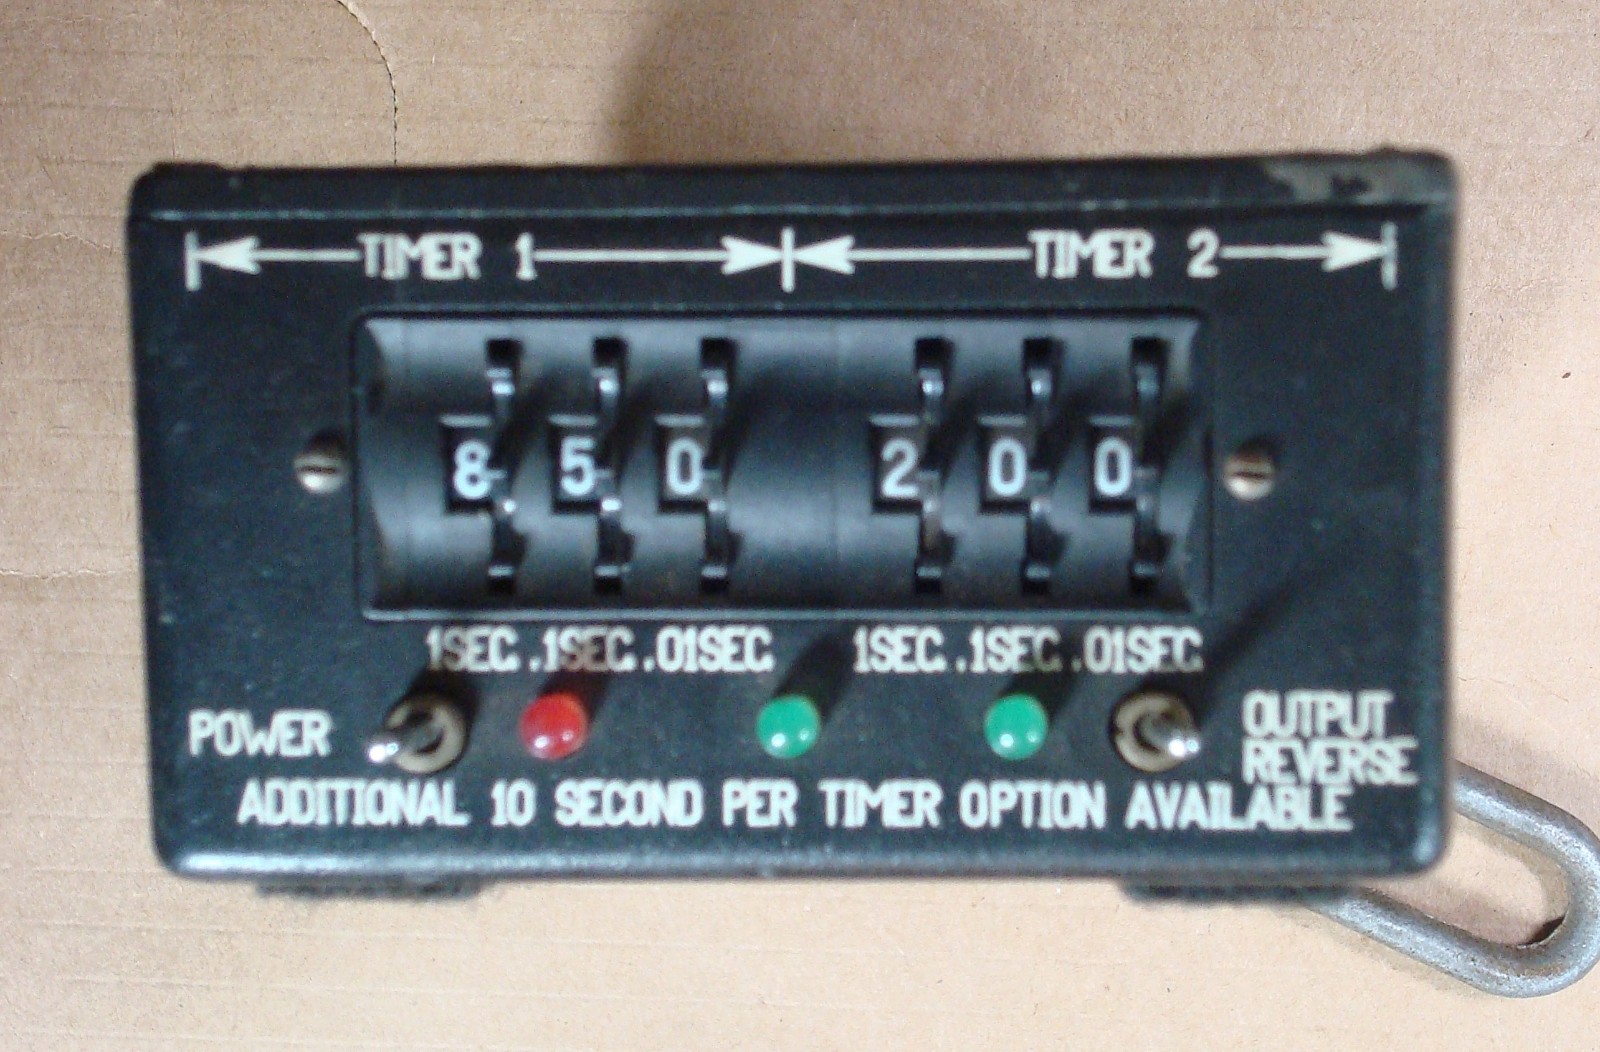 TIMER 1 TIMER 2
8 5 0 2 0 0
1SEC. .1SEC. .01SEC. 1SEC. .1SEC. .01SEC.
POWER
OUTPUT
REVERSE
ADDITIONAL 10 SECOND PER TIMER OPTION AVAILABLE